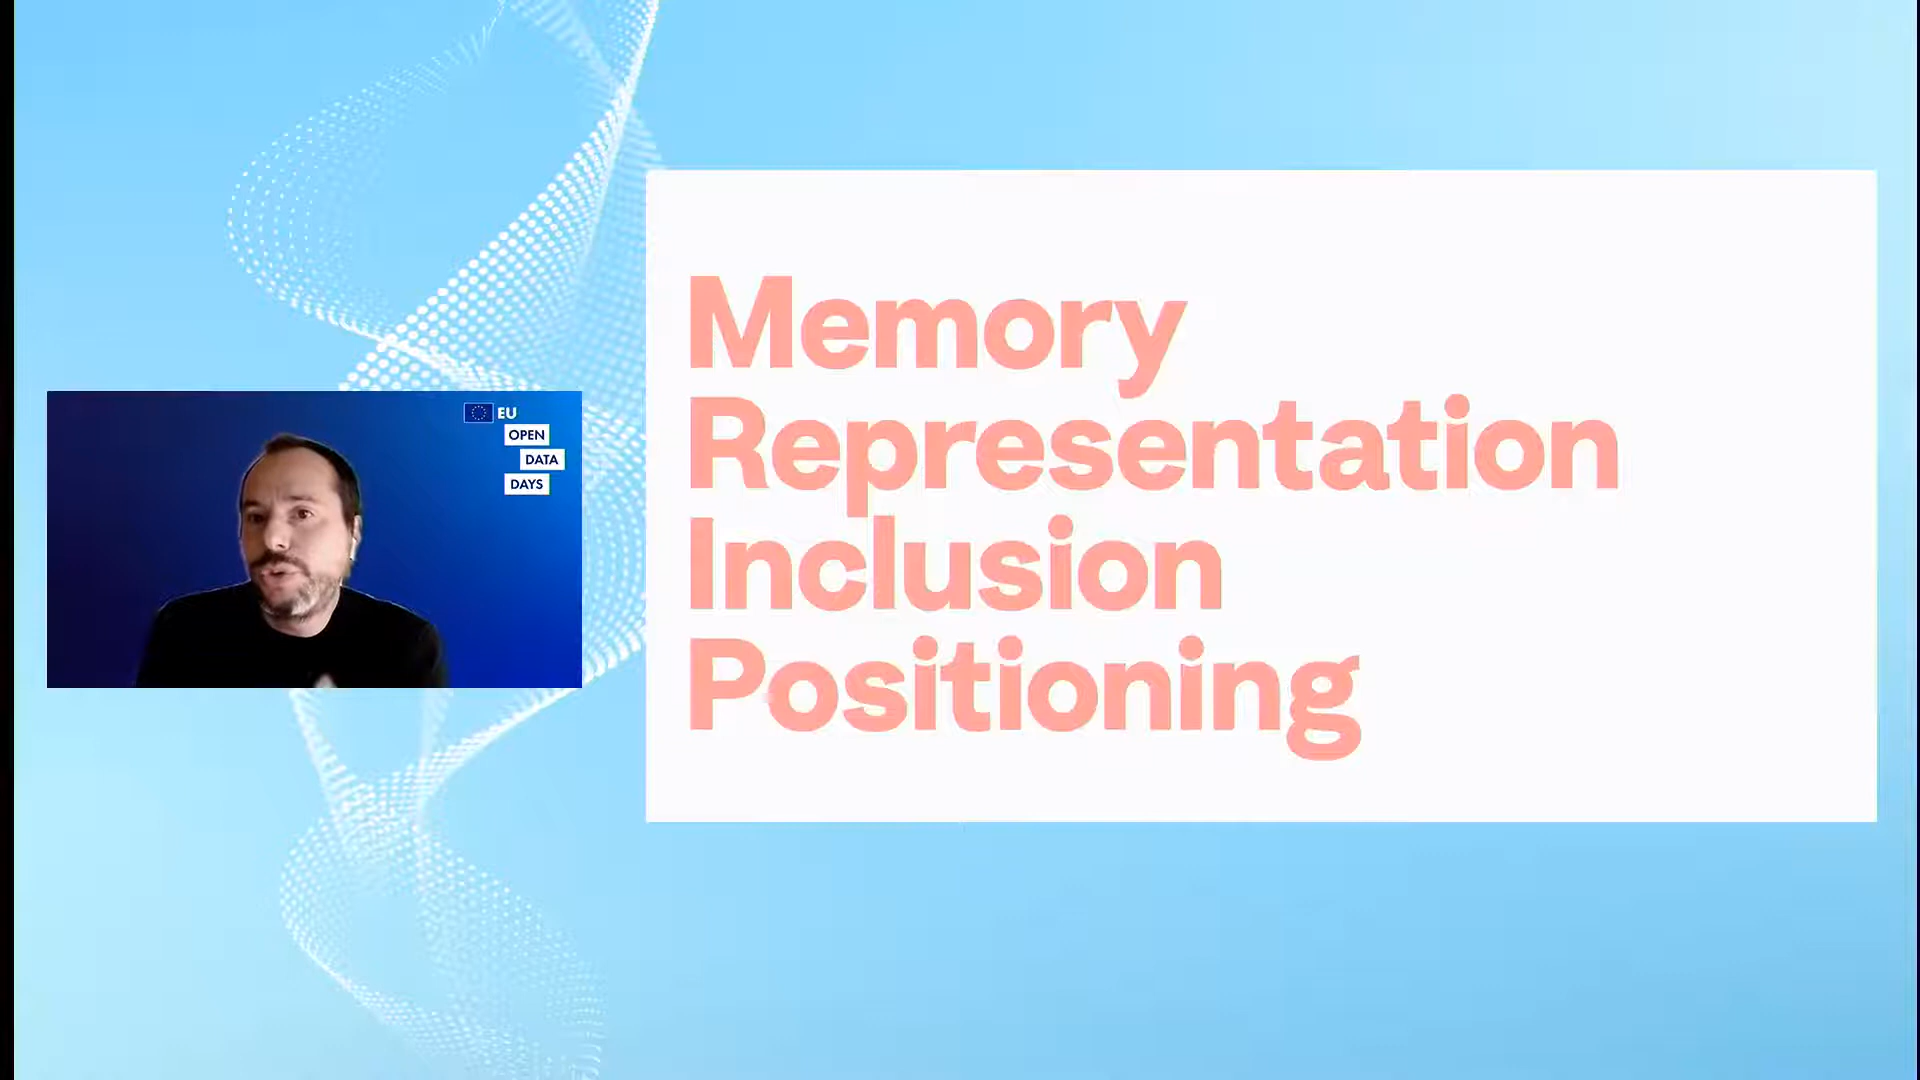 EU
OPEN
DATA
DAYS
Memory
Representation
Inclusion
Positioning